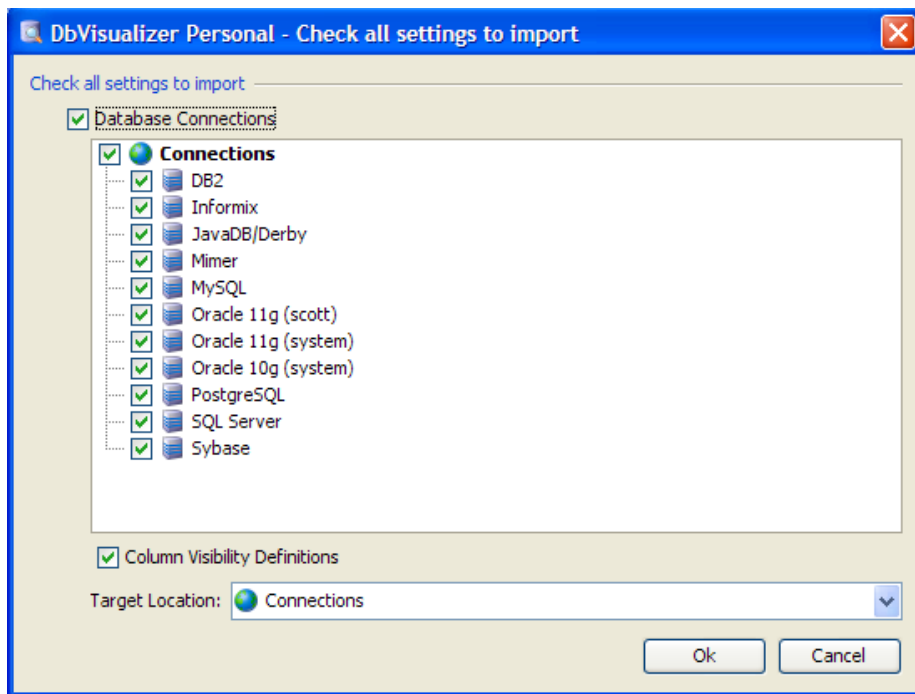 DbVisualizer Personal - Check all settings to import
Check all settings to import
Database Connections
Connections
DB2
Informix
JavaDB/Derby
Mimer
MySQL
Oracle 11g (scott)
Oracle 11g (system)
Oracle 10g (system)
PostgreSQL
SQL Server
Sybase
Column Visibility Definitions
Target Location: Connections
Ok Cancel